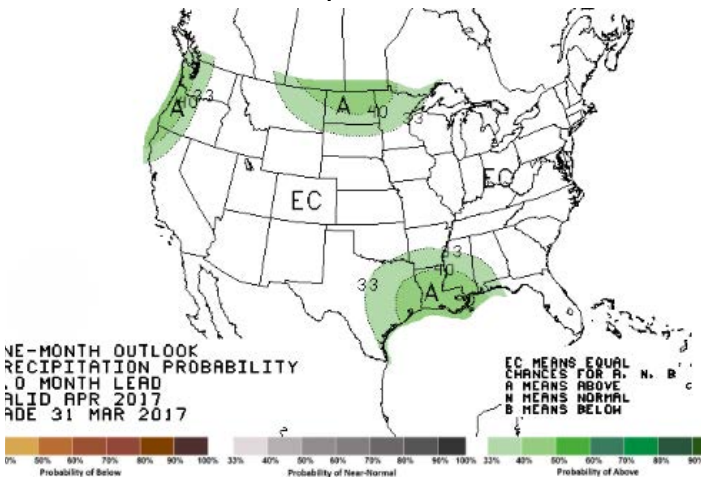 33
A
40
A
40
33
EC
EC
33
40
33
A
NE-MONTH OUTLOOK
RECIPITATION PROBABILITY
.0 MONTH LEAD
ALID APR 2017
ADE 31 MAR 2017
EC MEANS EQUAL
CHANCES FOR A, N, B
A MEANS ABOVE
N MEANS NORMAL
B MEANS BELOW
0% 50% 60% 70% 80% 90% 100% 33% 40% 50% 60% 70% 80% 90% 100% 33% 40% 50% 60% 70% 80% 90%
Probability of Below Probability of Near-Normal Probability of Above